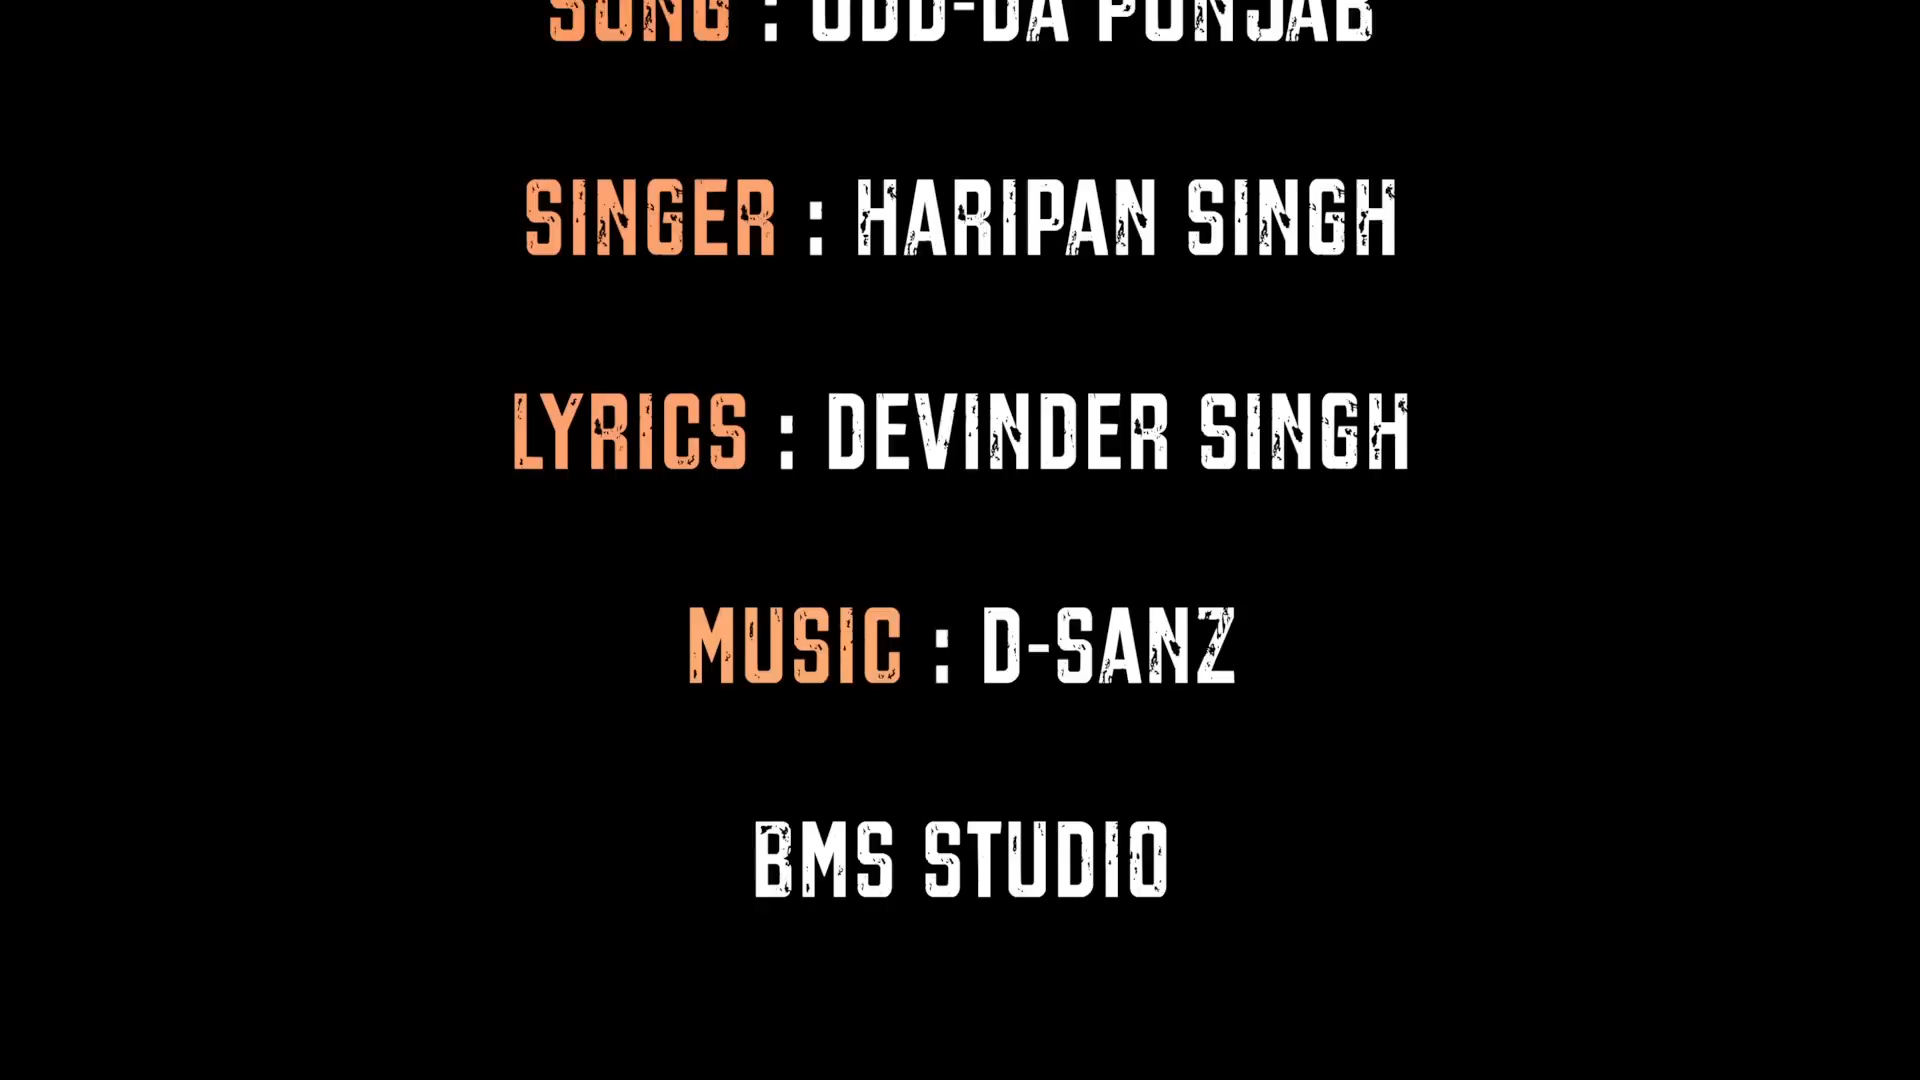 SONG : UDD-DA PUNJAB
SINGER : HARIPAN SINGH
LYRICS : DEVINDER SINGH
MUSIC : D-SANZ
BMS STUDIO